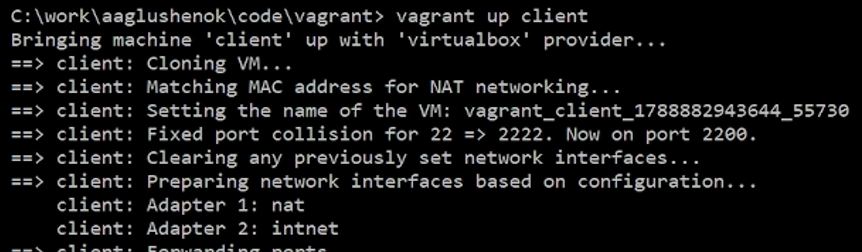 C:\work\aaglushenok\code\vagrant> vagrant up client
Bringing machine 'client' up with 'virtualbox' provider...
==> client: Cloning VM...
==> client: Matching MAC address for NAT networking...
==> client: Setting the name of the VM: vagrant_client_1788882943644_55730
==> client: Fixed port collision for 22 => 2222. Now on port 2200.
==> client: Clearing any previously set network interfaces...
==> client: Preparing network interfaces based on configuration...
    client: Adapter 1: nat
    client: Adapter 2: intnet
==> client: Forwarding ports